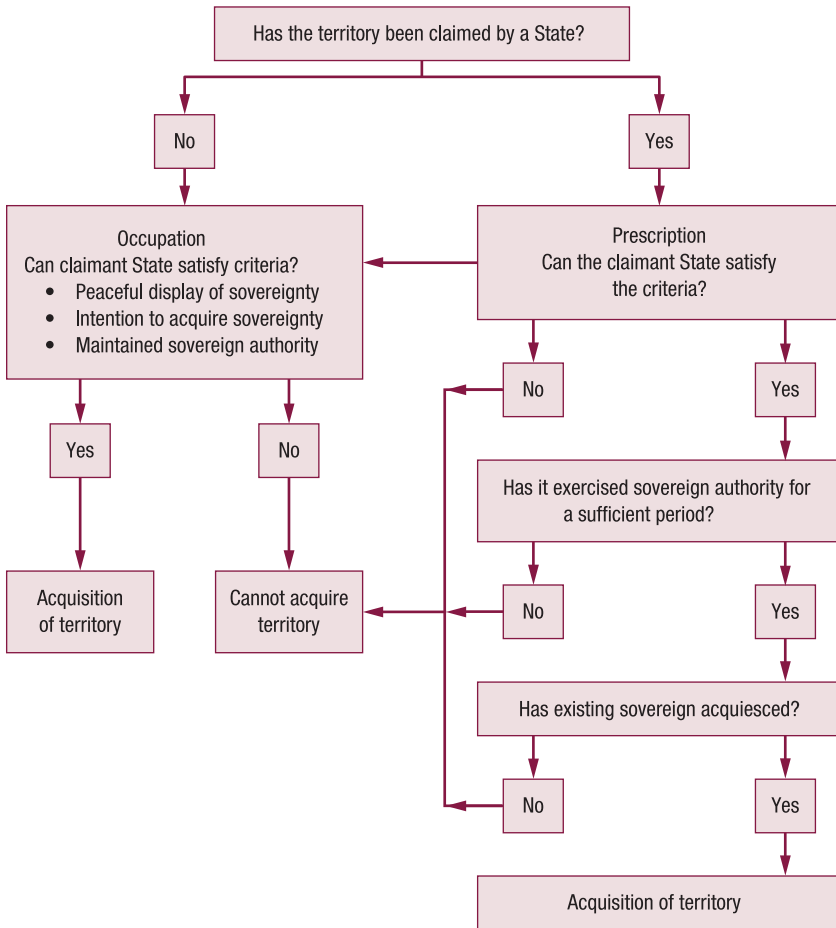 Has the territory been claimed by a State?
No
Yes
Occupation
Can claimant State satisfy criteria?
• Peaceful display of sovereignty
• Intention to acquire sovereignty
• Maintained sovereign authority
Prescription
Can the claimant State satisfy
the criteria?
No
Yes
Yes
No
Has it exercised sovereign authority for
a sufficient period?
Acquisition
of territory
Cannot acquire
territory
No
Yes
Has existing sovereign acquiesced?
No
Yes
Acquisition of territory